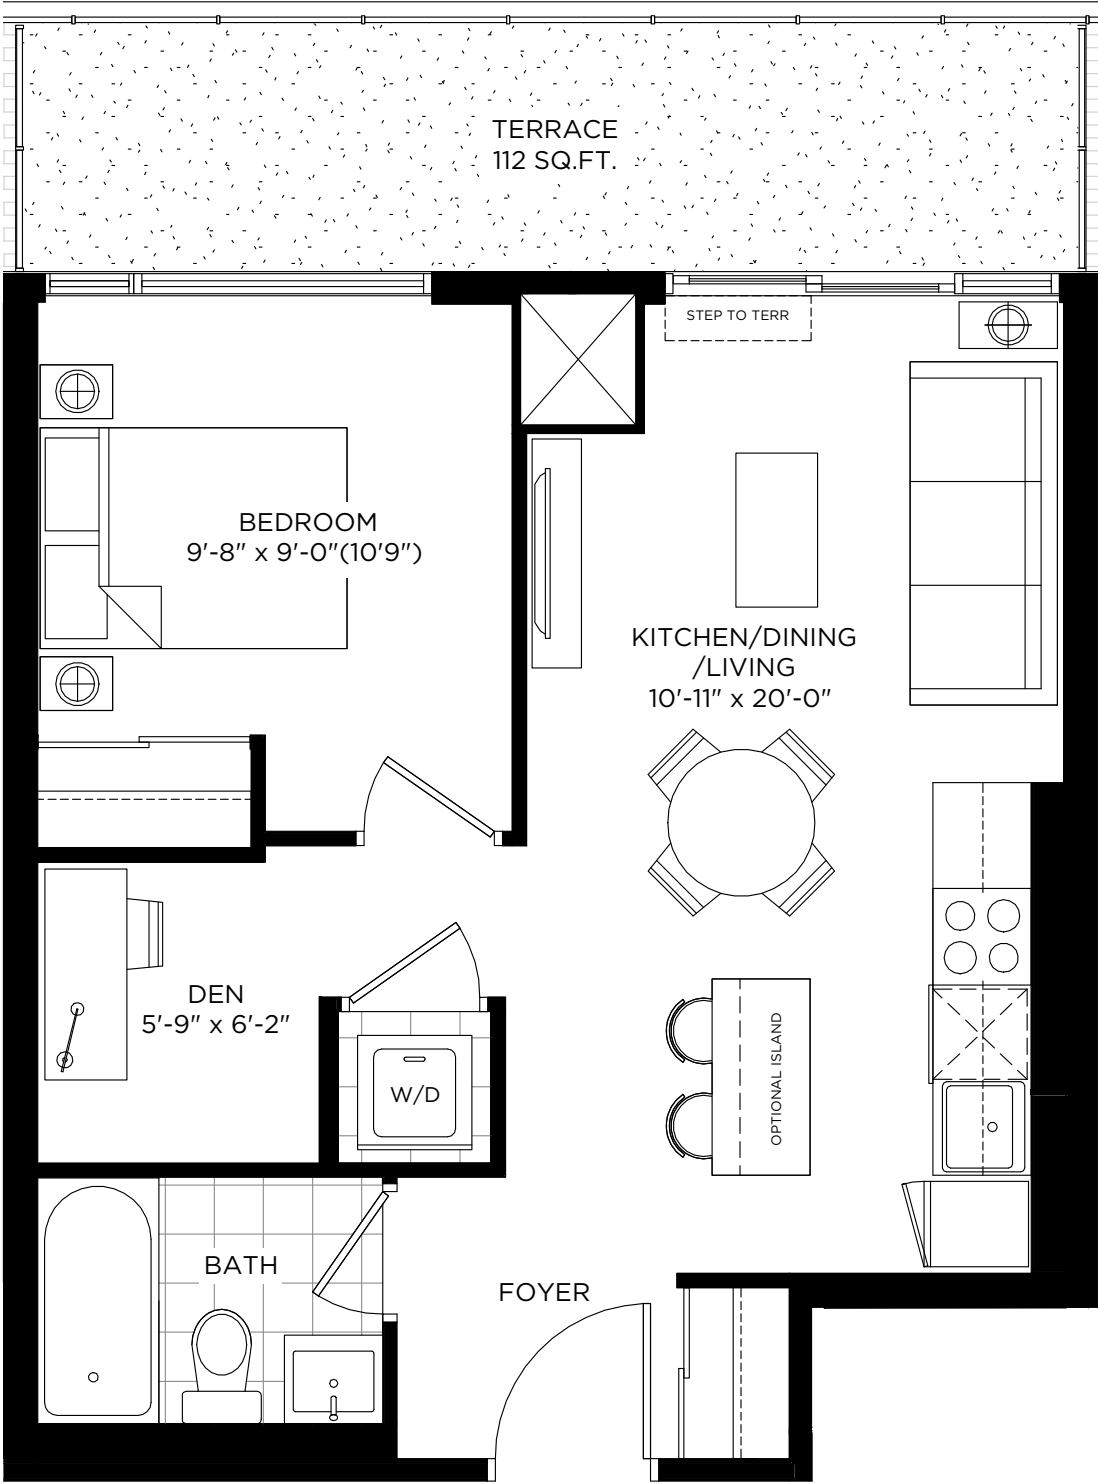 TERRACE
112 SQ.FT.
STEP TO TERR
BEDROOM
9'-8" x 9'-0"(10'9")
KITCHEN/DINING
/LIVING
10'-11" x 20'-0"
DEN
5'-9" x 6'-2"
W/D
OPTIONAL ISLAND
BATH
FOYER